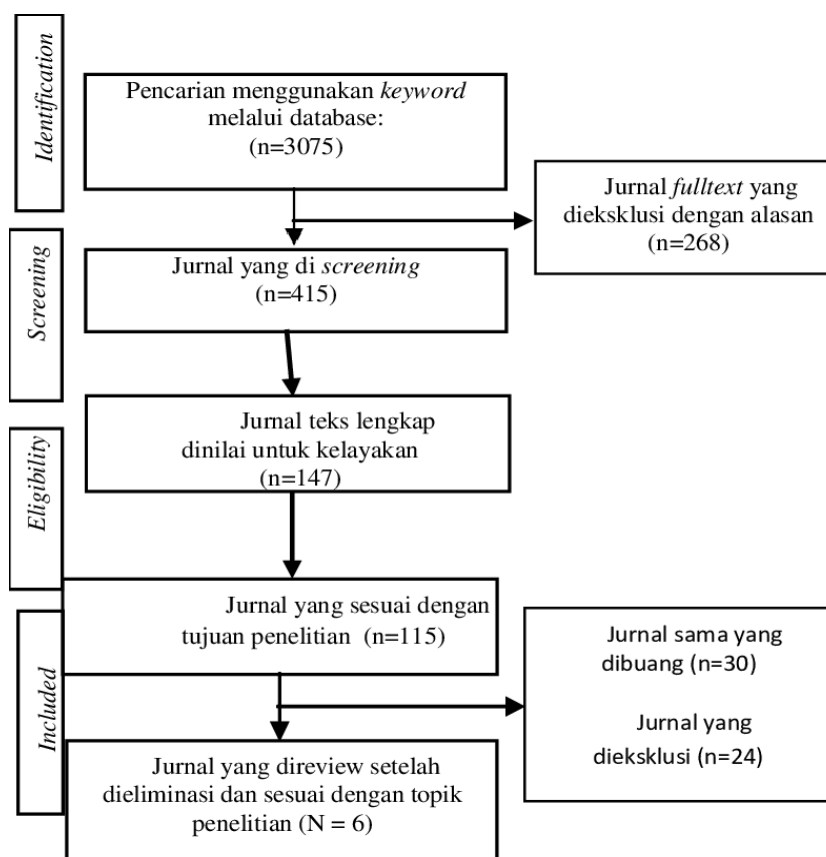 Identification
Pencarian menggunakan keyword
melalui database:
(n=3075)
Jurnal fulltext yang
dieksklusi dengan alasan
(n=268)
Screening
Jurnal yang di screening
(n=415)
Jurnal teks lengkap
dinilai untuk kelayakan
(n=147)
Eligibility
Jurnal yang sesuai dengan
tujuan penelitian (n=115)
Jurnal sama yang
dibuang (n=30)
Jurnal yang
dieksklusi (n=24)
Included
Jurnal yang direview setelah
dieliminasi dan sesuai dengan topik
penelitian (N = 6)